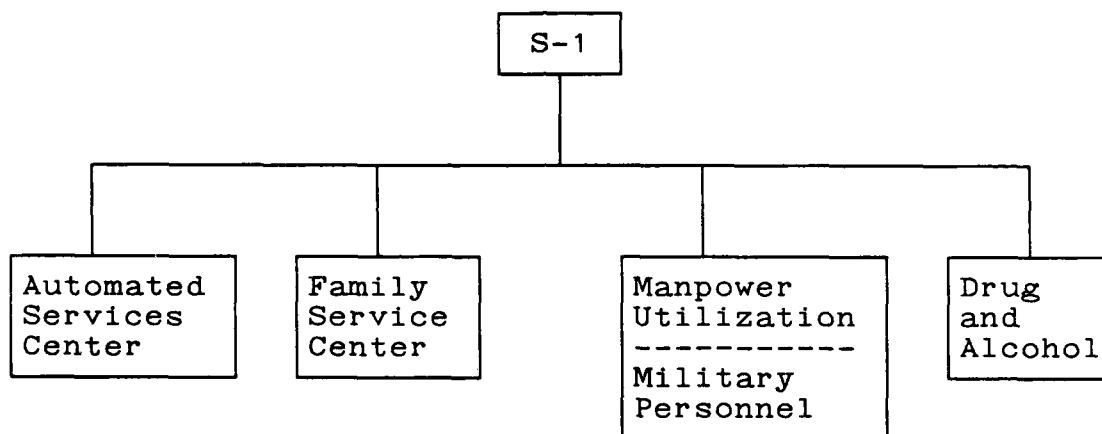 S-1
Automated
Services
Center
Family
Service
Center
Manpower
Utilization
-----------
Military
Personnel
Drug
and
Alcohol